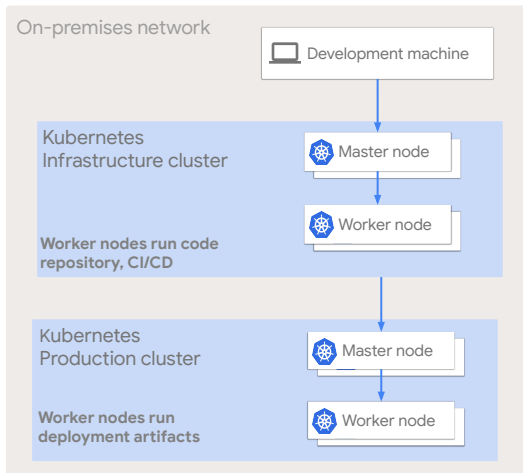 On-premises network
Development machine
Kubernetes
Infrastructure cluster
Master node
Worker node
Worker nodes run code
repository, CI/CD
Kubernetes
Production cluster
Master node
Worker node
Worker nodes run
deployment artifacts